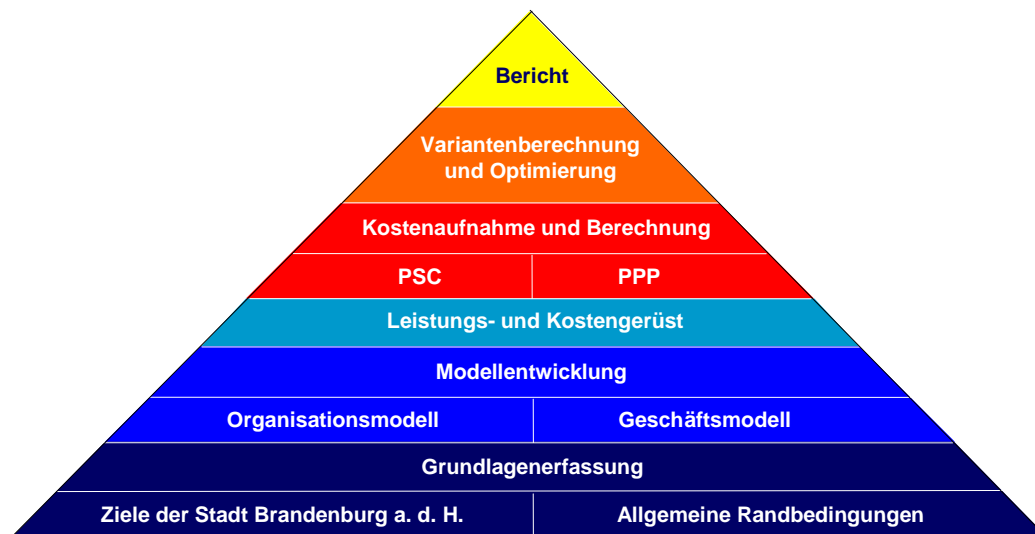 Bericht
Variantenberechnung
und Optimierung
Kostenaufnahme und Berechnung
PSC
PPP
Leistungs- und Kostengerüst
Modellentwicklung
Organisationsmodell
Geschäftsmodell
Grundlagenerfassung
Ziele der Stadt Brandenburg a. d. H.
Allgemeine Randbedingungen